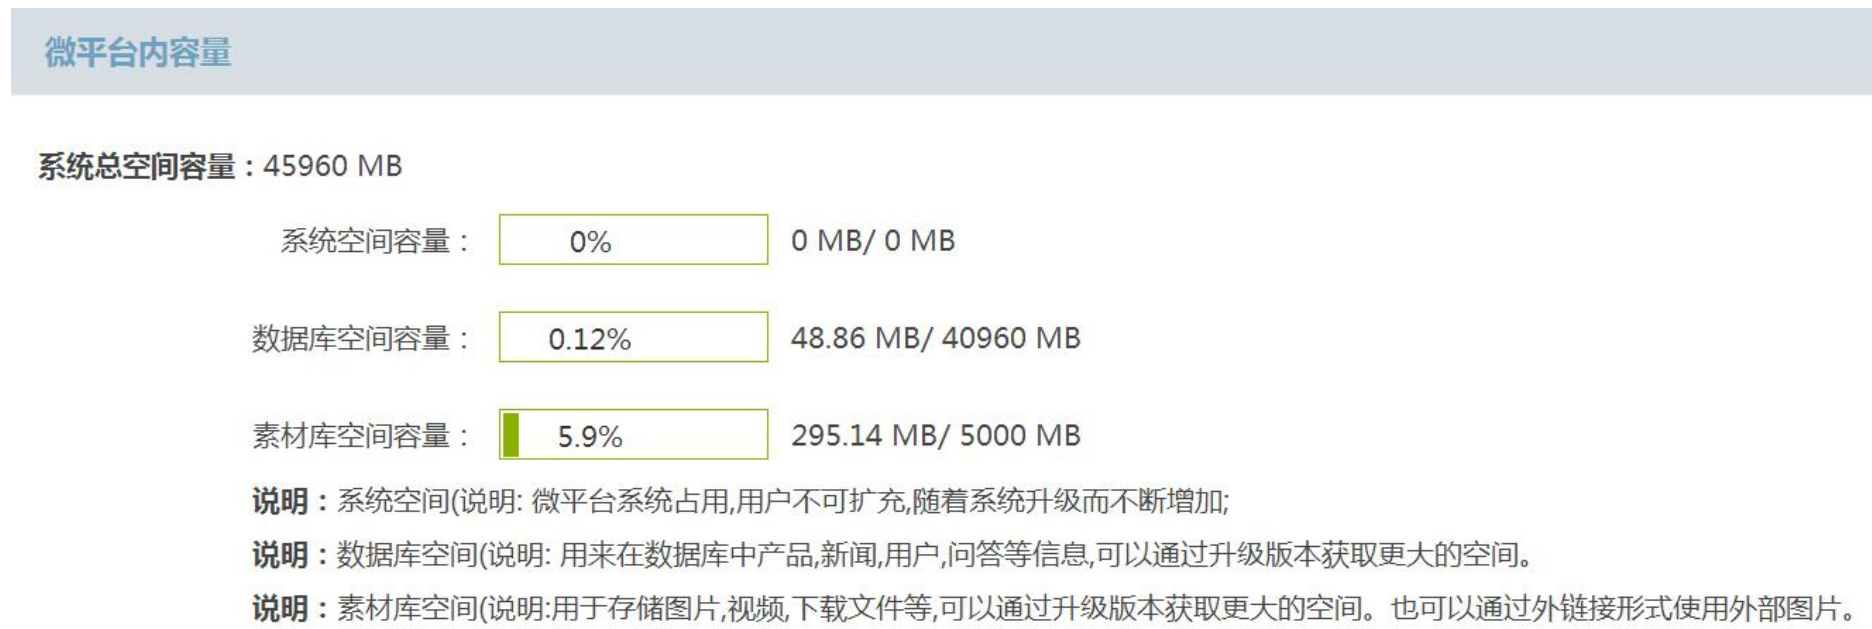 微平台内容量
系统总空间容量：45960 MB
系统空间容量： 0% 0 MB/ 0 MB
数据库空间容量： 0.12% 48.86 MB/ 40960 MB
素材库空间容量： 5.9% 295.14 MB/ 5000 MB
说明：系统空间(说明: 微平台系统占用,用户不可扩充,随着系统升级而不断增加;
说明：数据库空间(说明: 用来在数据库中产品,新闻,用户,问答等信息,可以通过升级版本获取更大的空间。
说明：素材库空间(说明:用于存储图片,视频,下载文件等,可以通过升级版本获取更大的空间。也可以通过外链接形式使用外部图片。